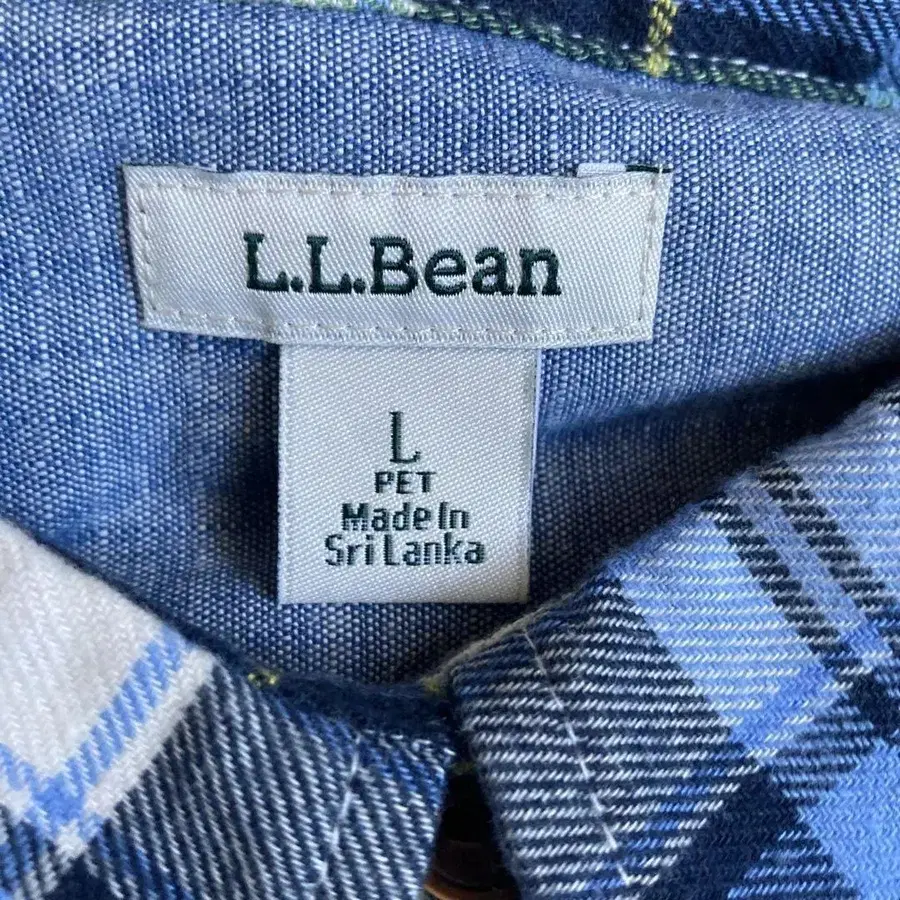 L.L.Bean
L
PET
Made In
Sri Lanka